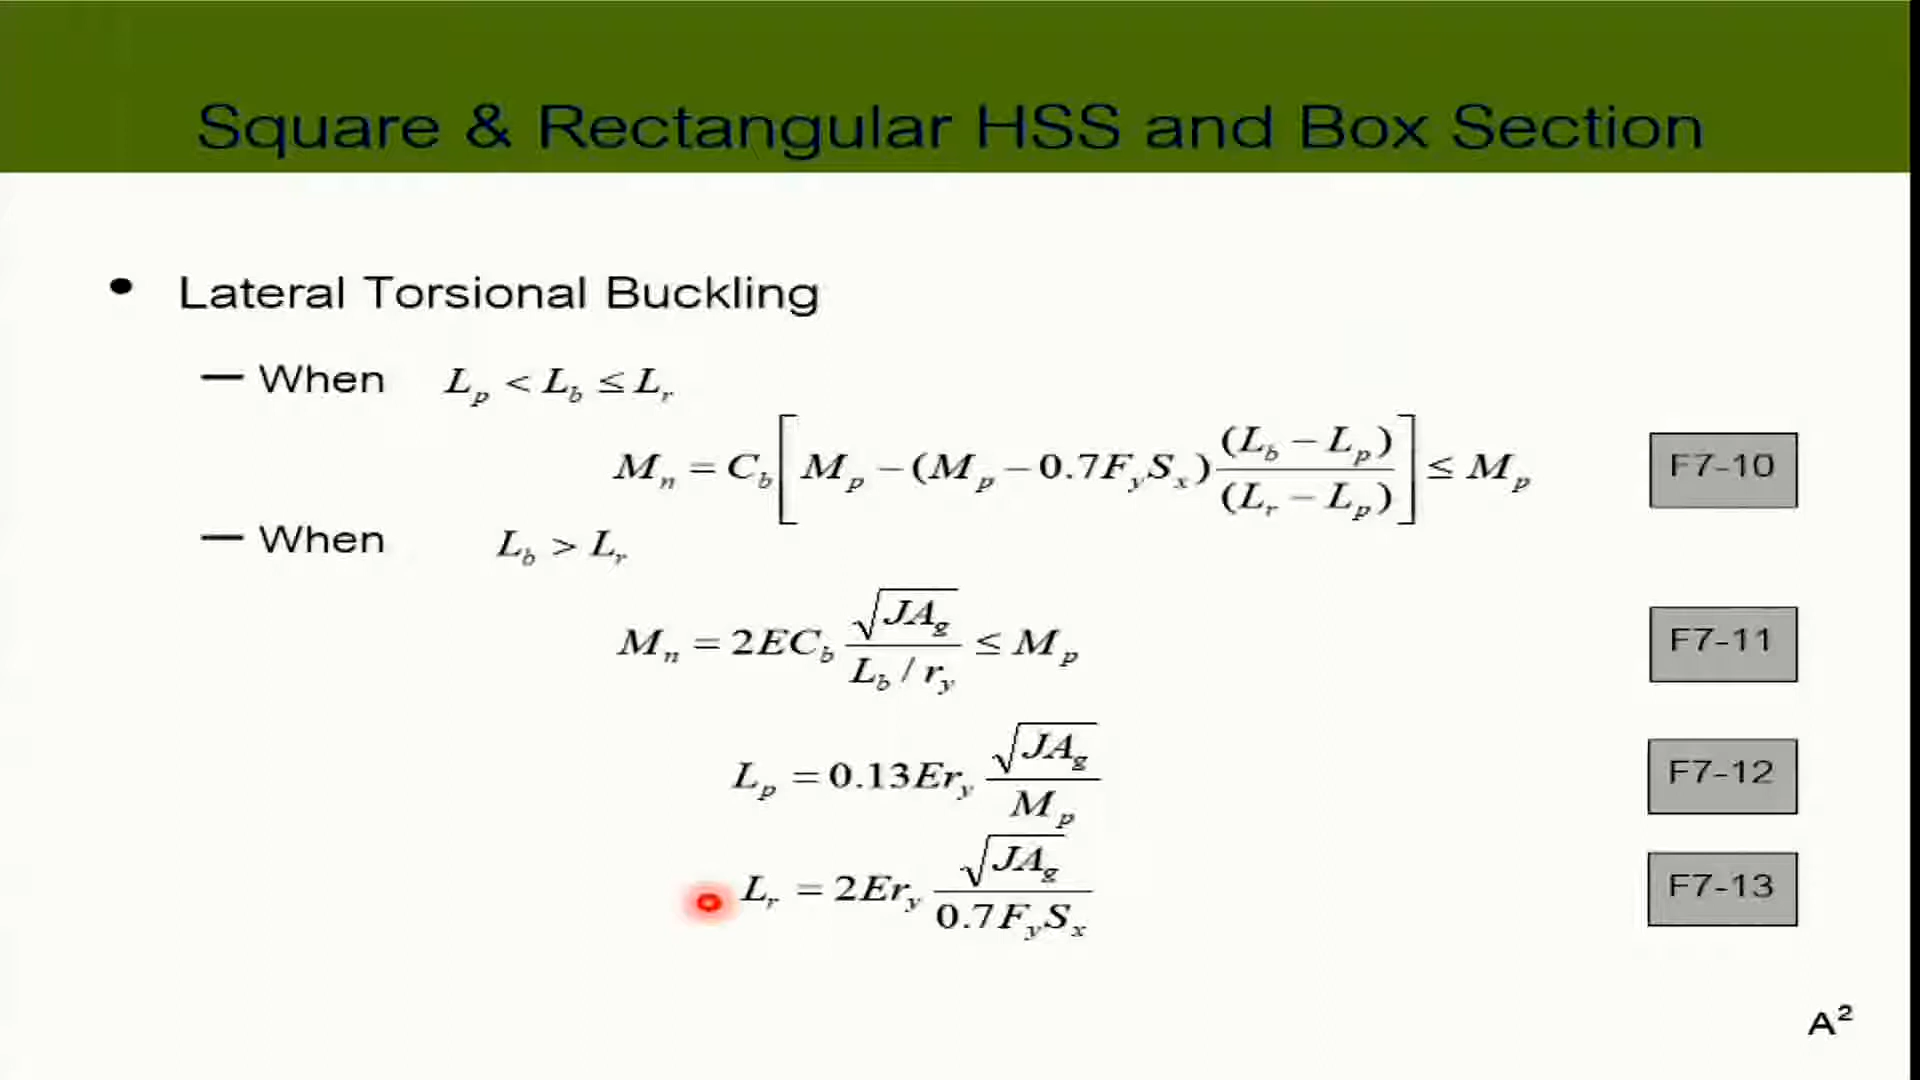 Square & Rectangular HSS and Box Section
• Lateral Torsional Buckling
— When L_p < L_b ≤ L_r
M_n = C_b [ M_p − (M_p − 0.7F_yS_x) (L_b − L_p) / (L_r − L_p) ] ≤ M_p F7-10
— When L_b > L_r
M_n = 2EC_b √(JA_g) / (L_b / r_y) ≤ M_p F7-11
L_p = 0.13Er_y √(JA_g) / M_p F7-12
L_r = 2Er_y √(JA_g) / (0.7F_yS_x) F7-13
A²